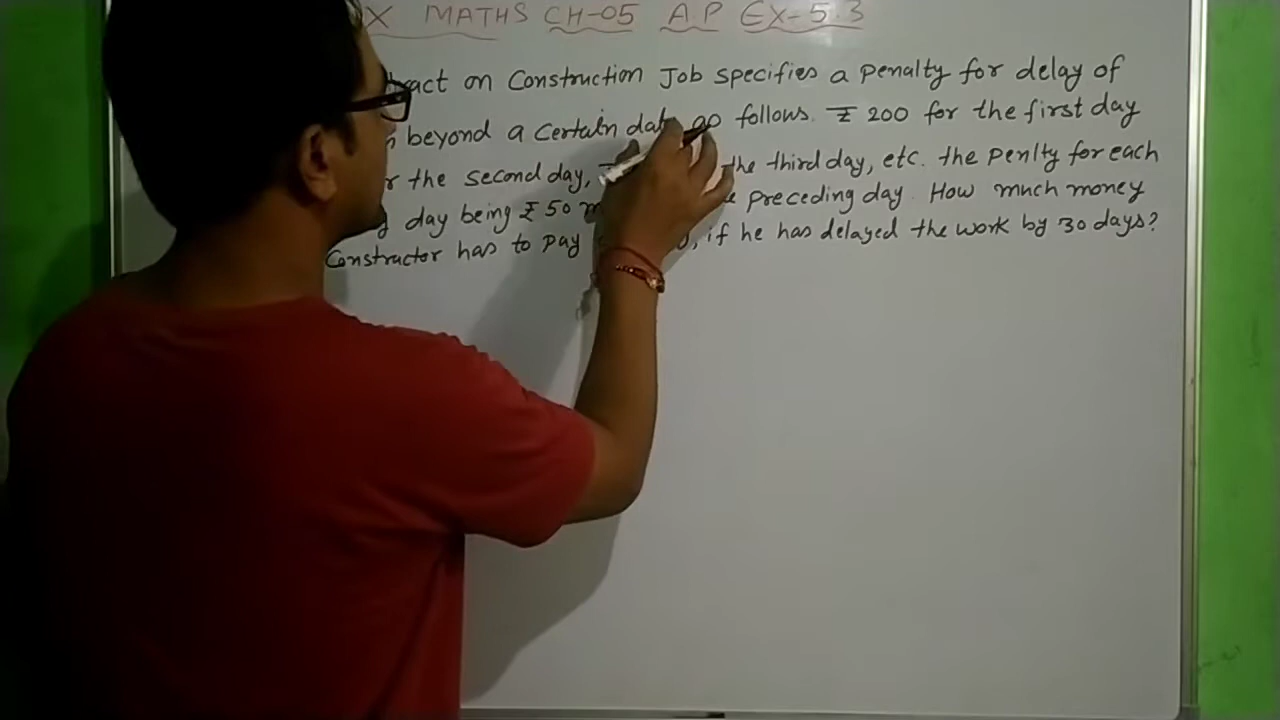 X MATHS CH-05 AP EX-5.3
act on Construction Job specifies a Penalty for delay of
beyond a Certain date as follows. ₹ 200 for the first day
the second day, the third day, etc. the Penlty for each
day being ₹ 50 preceding day. How much money
Constructor has to pay , if he has delayed the work by 30 days?